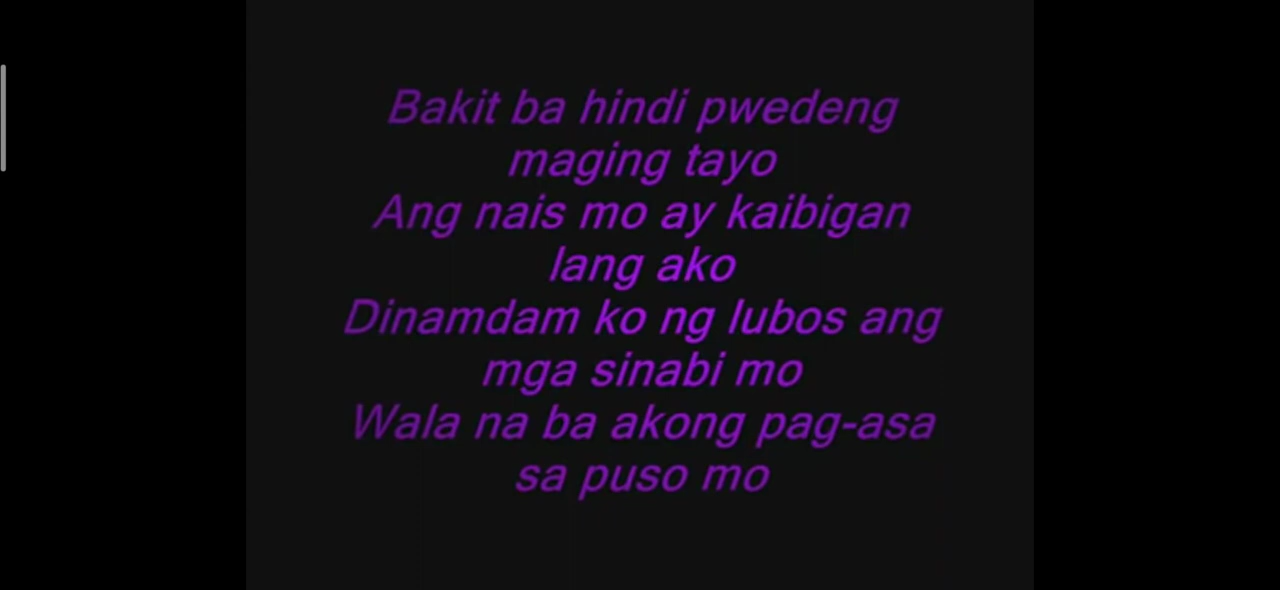 Bakit ba hindi pwedeng
maging tayo
Ang nais mo ay kaibigan
lang ako
Dinamdam ko ng lubos ang
mga sinabi mo
Wala na ba akong pag-asa
sa puso mo